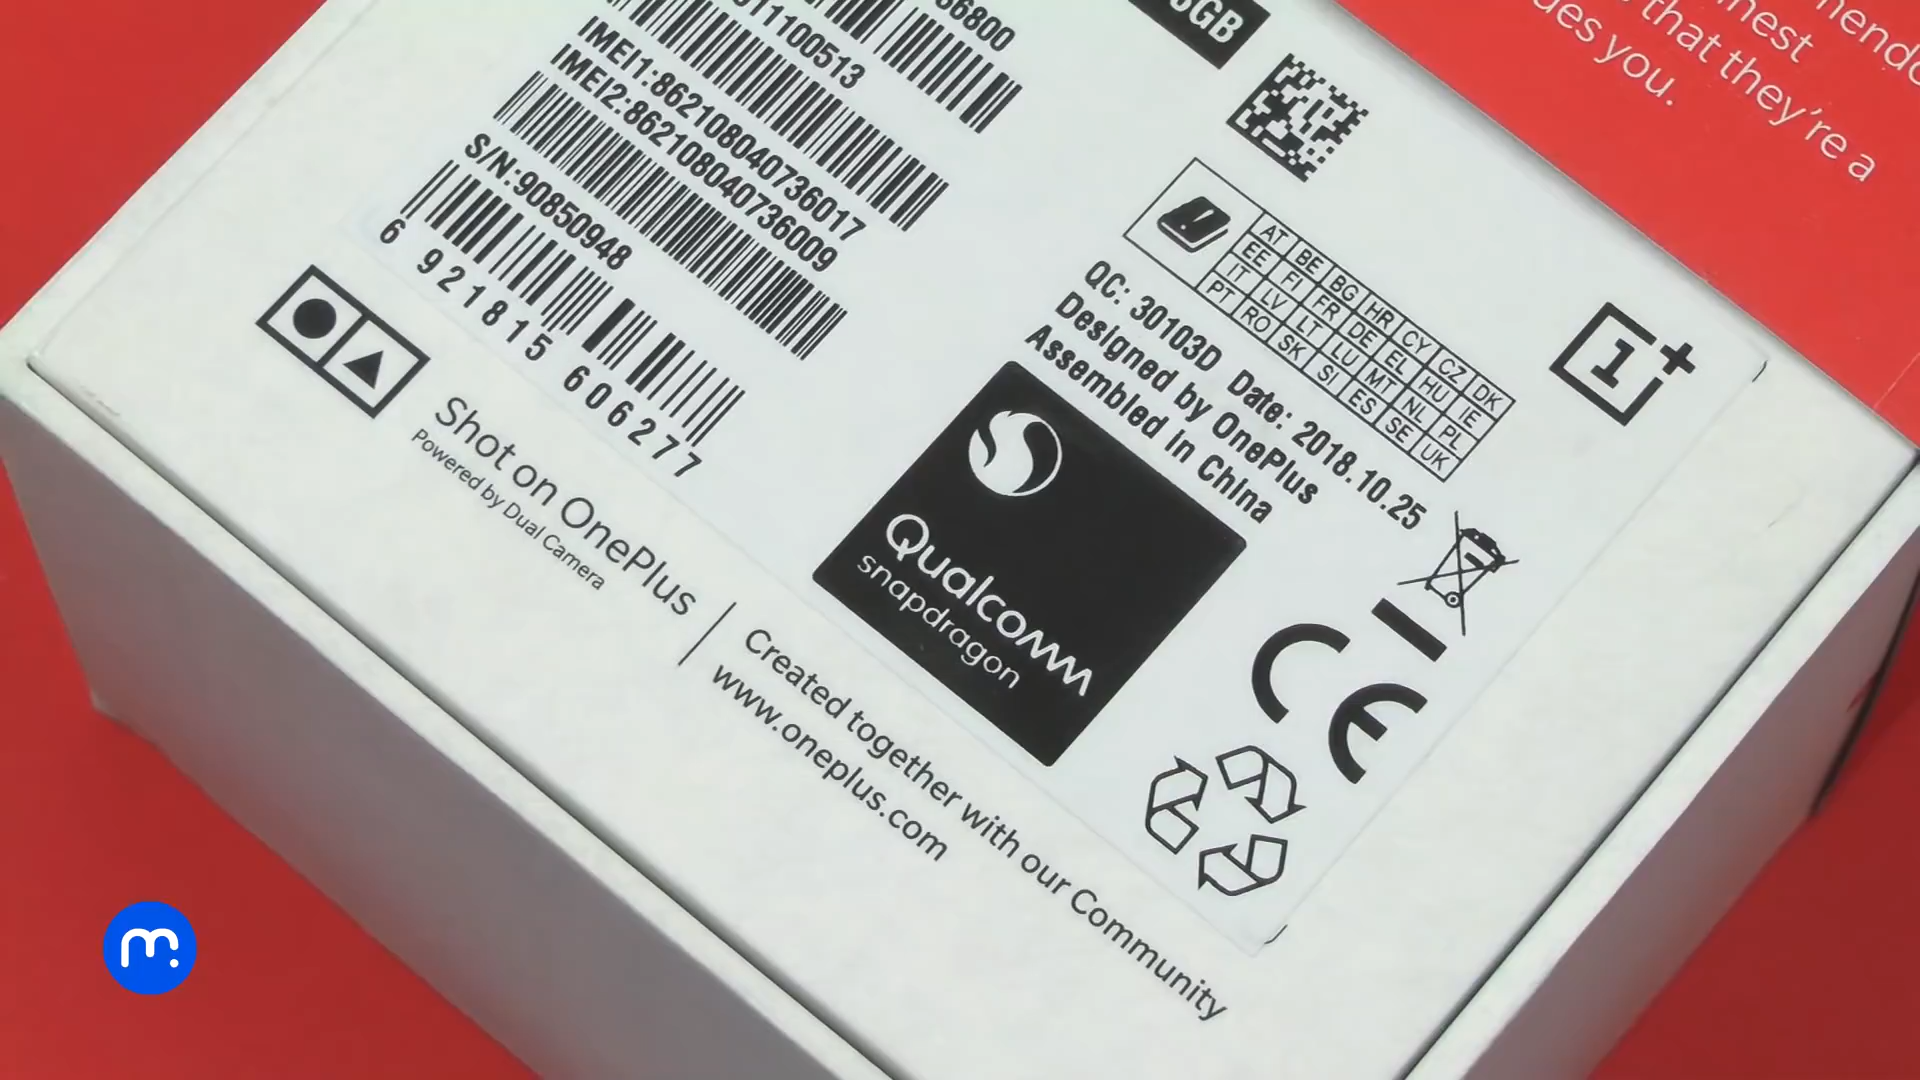 36800
11100513
IMEI1:862108040736017
IMEI2:862108040736009
S/N:90850948
6 921815 606277
Shot on OnePlus
Powered by Dual Camera
Created together with our Community
www.oneplus.com
GB
AT BE BG HR CY CZ DK
EE FI FR DE EL HU IE
IT LV LT LU MT NL PL
PT RO SK SI ES SE UK
QC: 30103D Date: 2018.10.25
Designed by OnePlus
Assembled in China
Qualcomm
snapdragon
CE
1+
that they're a
you.
m.